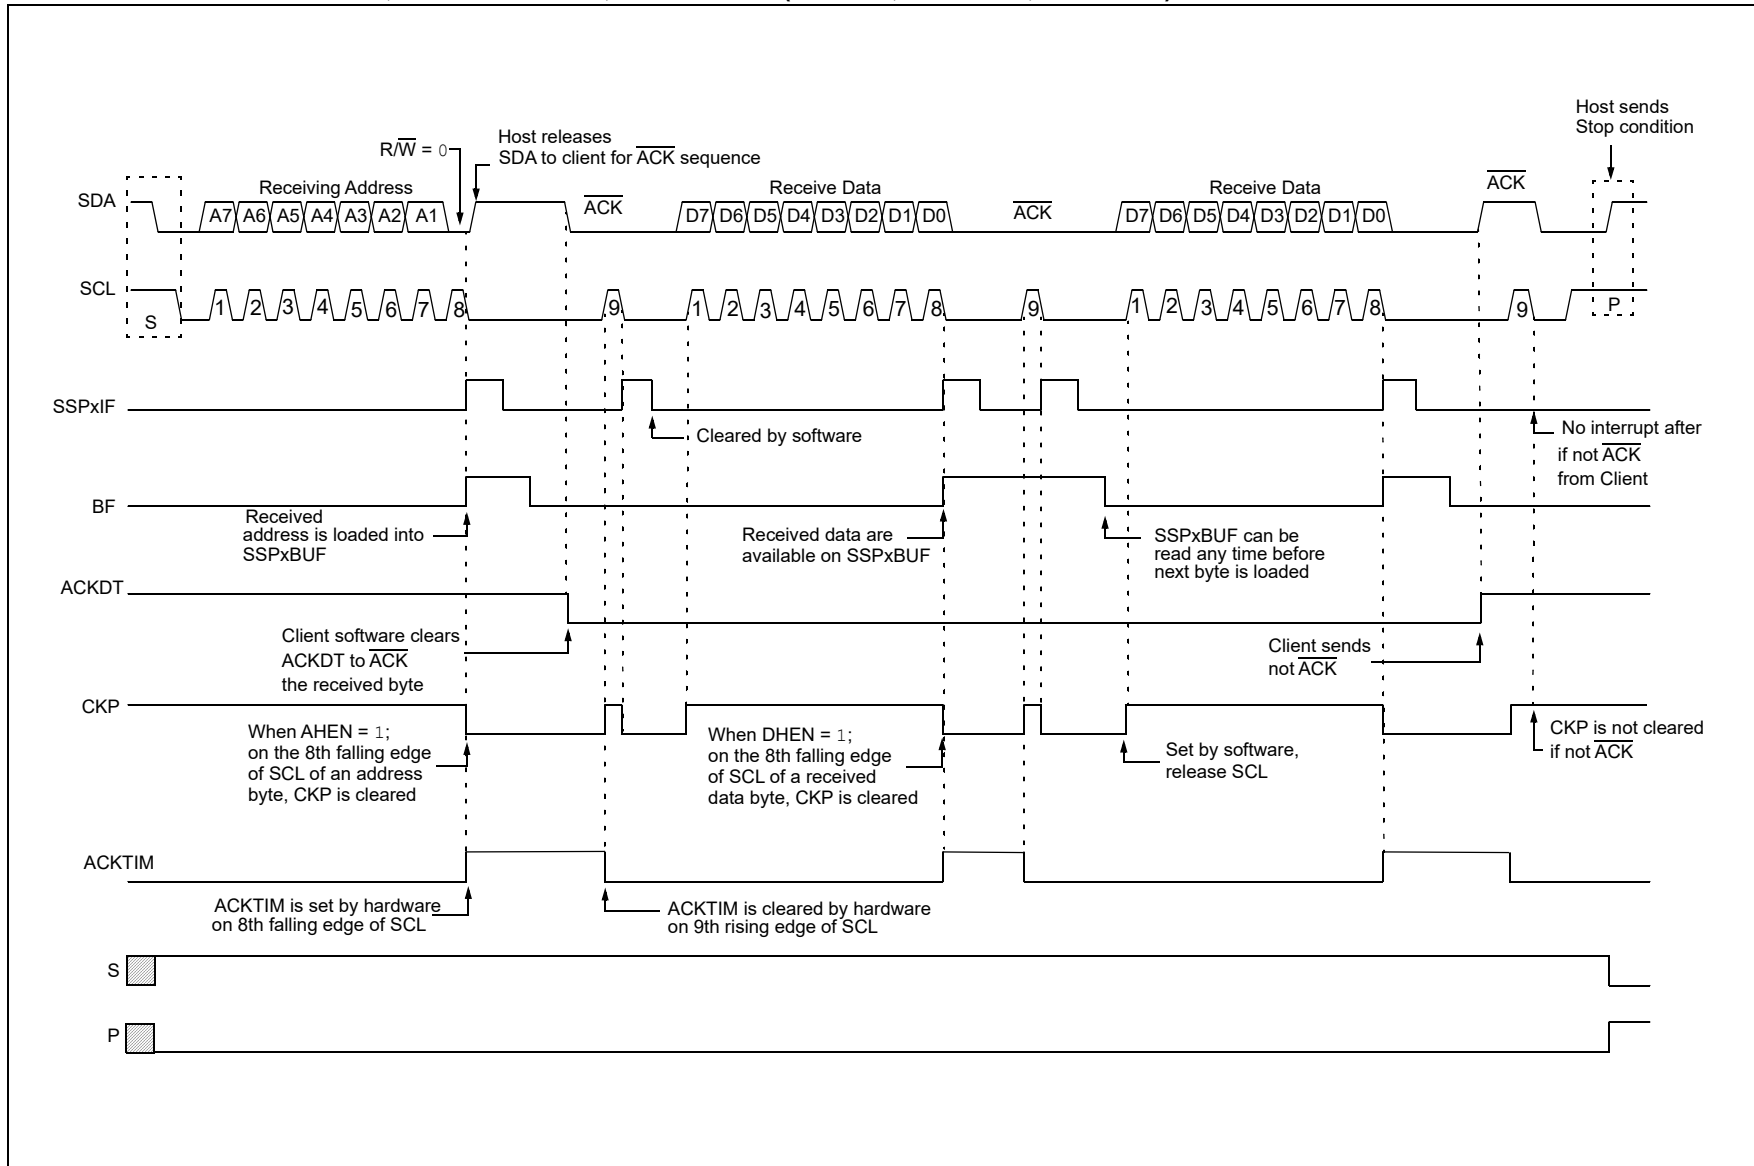 Host sends
Stop condition
R/W = 0
Host releases
SDA to client for ACK sequence
SDA
Receiving Address
A7 A6 A5 A4 A3 A2 A1
ACK
Receive Data
D7 D6 D5 D4 D3 D2 D1 D0
ACK
Receive Data
D7 D6 D5 D4 D3 D2 D1 D0
ACK
SCL
S
1 2 3 4 5 6 7 8 9
1 2 3 4 5 6 7 8 9
1 2 3 4 5 6 7 8 9
P
SSPxIF
Cleared by software
No interrupt after
if not ACK
from Client
BF
Received
address is loaded into
SSPxBUF
Received data are
available on SSPxBUF
SSPxBUF can be
read any time before
next byte is loaded
ACKDT
Client software clears
ACKDT to ACK
the received byte
Client sends
not ACK
CKP
When AHEN = 1;
on the 8th falling edge
of SCL of an address
byte, CKP is cleared
When DHEN = 1;
on the 8th falling edge
of SCL of a received
data byte, CKP is cleared
Set by software,
release SCL
CKP is not cleared
if not ACK
ACKTIM
ACKTIM is set by hardware
on 8th falling edge of SCL
ACKTIM is cleared by hardware
on 9th rising edge of SCL
S
P